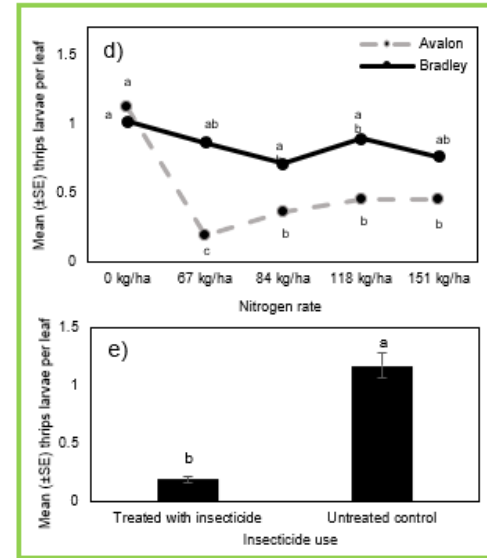 d)
Avalon
Bradley
Mean (±SE) thrips larvae per leaf
1.5
1
0.5
0
a
a
ab
a
b
a
b
ab
c
b
b
b
0 kg/ha 67 kg/ha 84 kg/ha 118 kg/ha 151 kg/ha
Nitrogen rate
e)
Mean (±SE) thrips larvae per leaf
1.5
1
0.5
0
b
a
Treated with insecticide Untreated control
Insecticide use